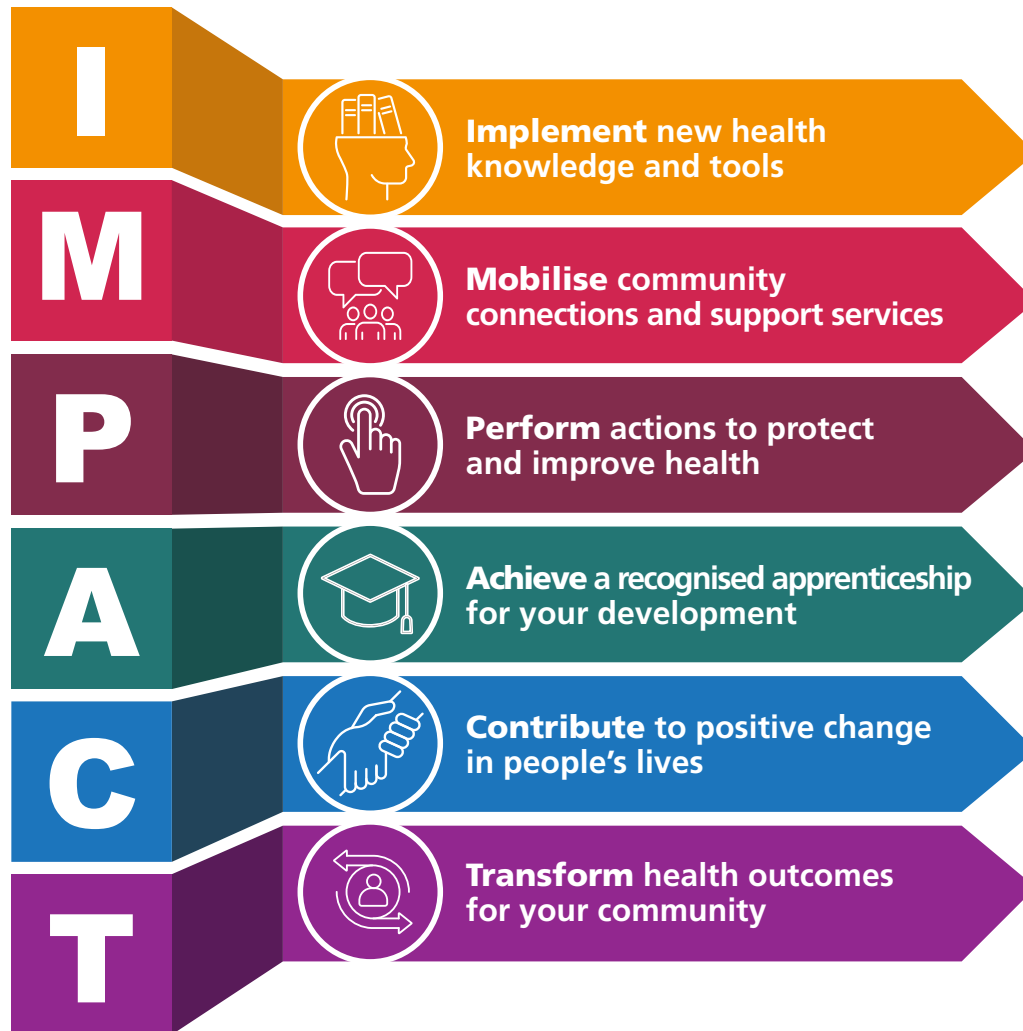 I
Implement new health
knowledge and tools
M
Mobilise community
connections and support services
P
Perform actions to protect
and improve health
A
Achieve a recognised apprenticeship
for your development
C
Contribute to positive change
in people's lives
T
Transform health outcomes
for your community